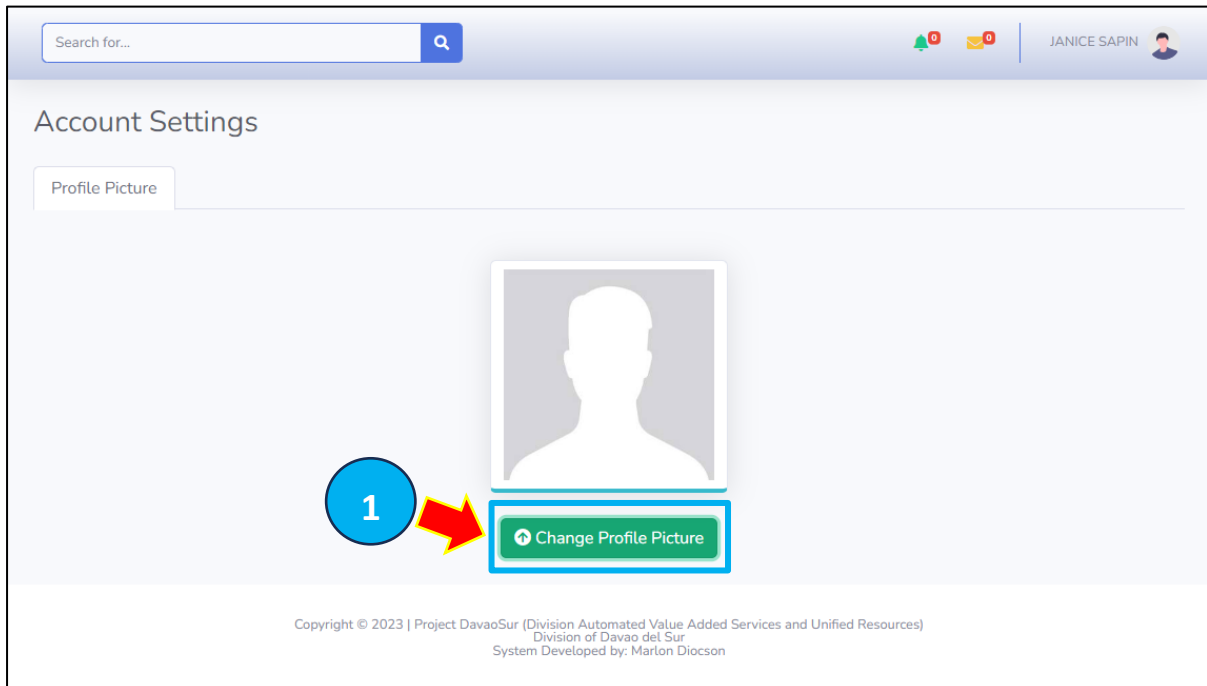 Search for...
0
0
JANICE SAPIN
Account Settings
Profile Picture
1
Change Profile Picture
Copyright © 2023 | Project DavaoSur (Division Automated Value Added Services and Unified Resources)
Division of Davao del Sur
System Developed by: Marlon Diocson